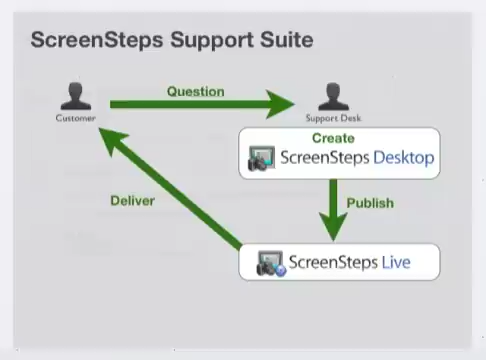 ScreenSteps Support Suite
Question
Customer
Support Desk
Create
ScreenSteps Desktop
Deliver
Publish
ScreenSteps Live